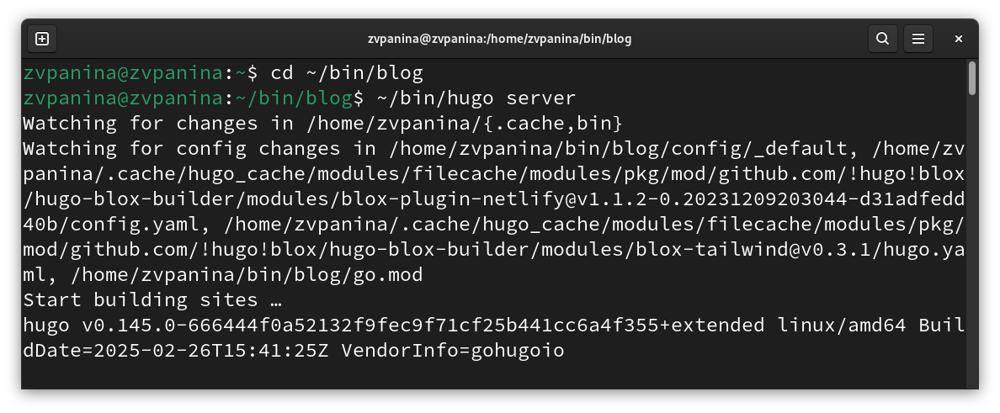 zvpanina@zvpanina:/home/zvpanina/bin/blog
zvpanina@zvpanina:~$ cd ~/bin/blog
zvpanina@zvpanina:~/bin/blog$ ~/bin/hugo server
Watching for changes in /home/zvpanina/{.cache,bin}
Watching for config changes in /home/zvpanina/bin/blog/config/_default, /home/zv
panina/.cache/hugo_cache/modules/filecache/modules/pkg/mod/github.com/!hugo!blox
/hugo-blox-builder/modules/blox-plugin-netlify@v1.1.2-0.20231209203044-d31adfedd
40b/config.yaml, /home/zvpanina/.cache/hugo_cache/modules/filecache/modules/pkg/
mod/github.com/!hugo!blox/hugo-blox-builder/modules/blox-tailwind@v0.3.1/hugo.ya
ml, /home/zvpanina/bin/blog/go.mod
Start building sites …
hugo v0.145.0-666444f0a52132f9fec9f71cf25b441cc6a4f355+extended linux/amd64 Buil
dDate=2025-02-26T15:41:25Z VendorInfo=gohugoio